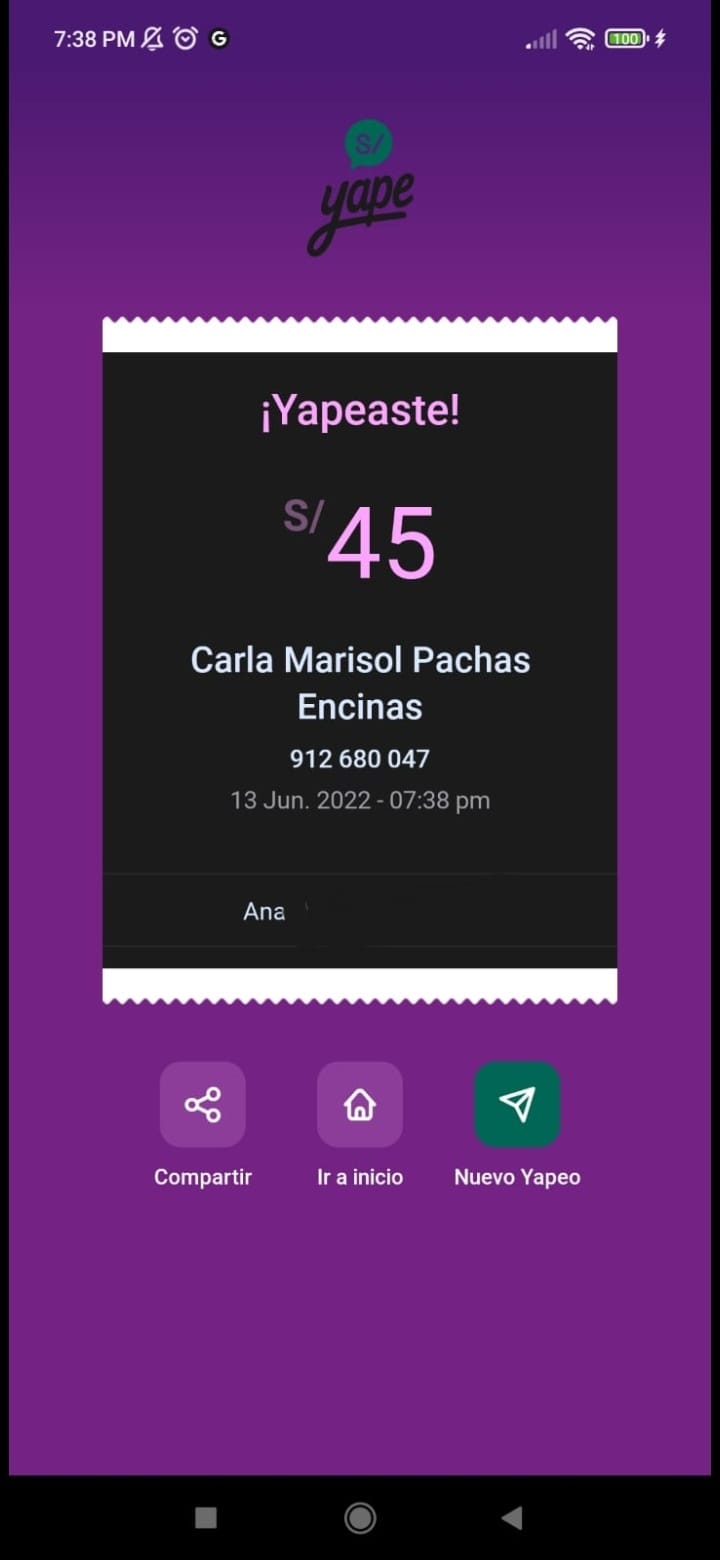 7:38 PM G 100
S/
yape
¡Yapeaste!
S/ 45
Carla Marisol Pachas
Encinas
912 680 047
13 Jun. 2022 - 07:38 pm
Ana
Compartir Ir a inicio Nuevo Yapeo